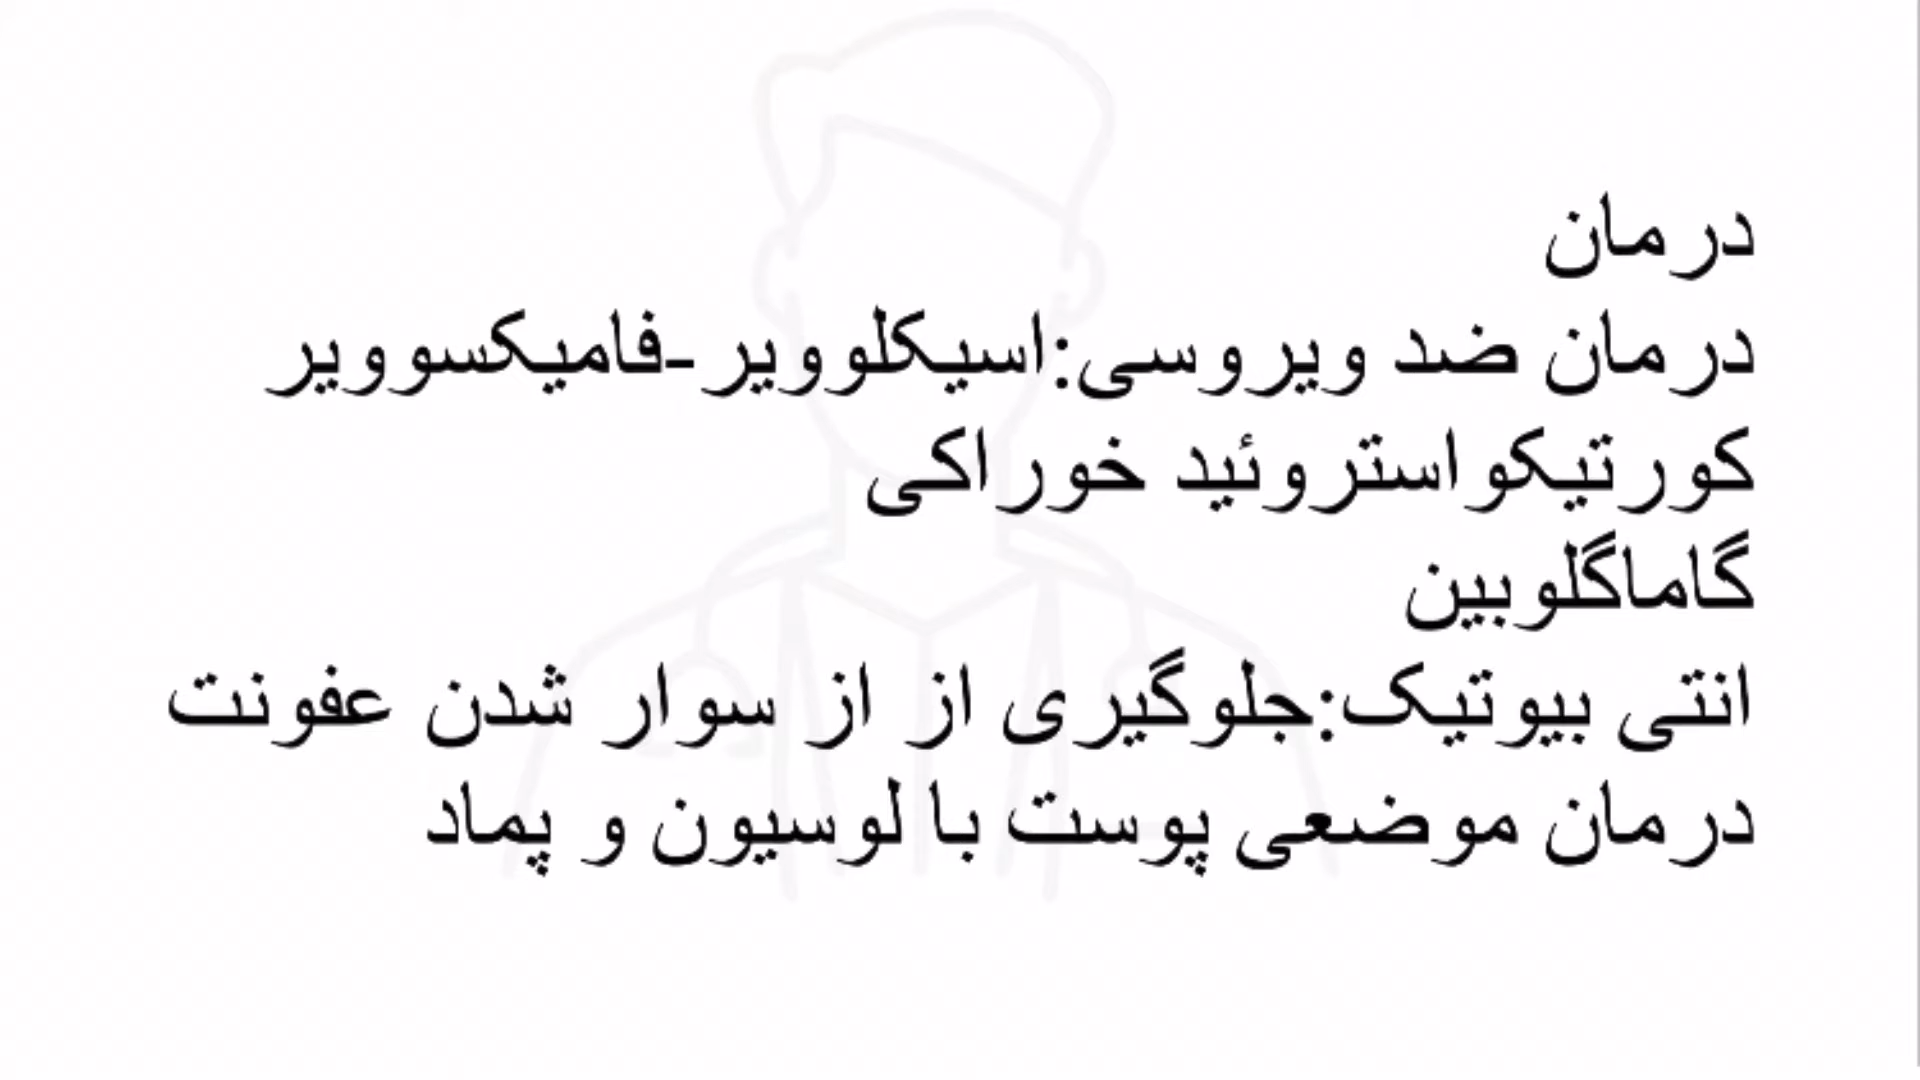 درمان
درمان ضد ویروسی:اسیکلوویر-فامیکسوویر
کورتیکواستروئید خوراکی
گاماگلوبین
انتی بیوتیک:جلوگیری از از سوار شدن عفونت
درمان موضعی پوست با لوسیون و پماد